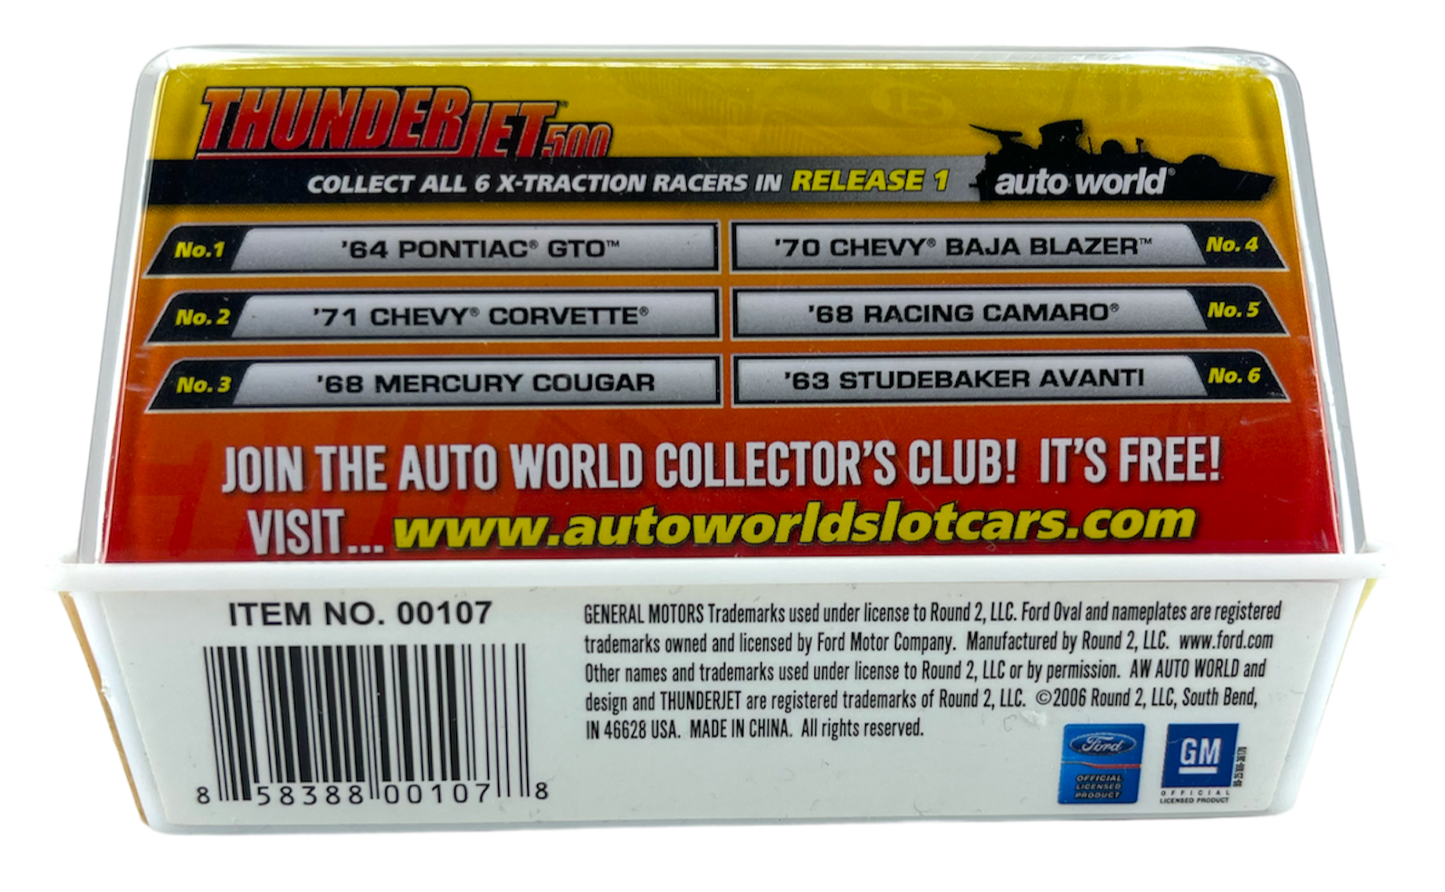 THUNDERJET™500
COLLECT ALL 6 X-TRACTION RACERS IN RELEASE 1
auto world®
No.1 '64 PONTIAC® GTO™
'70 CHEVY® BAJA BLAZER™ No. 4
No. 2 '71 CHEVY® CORVETTE®
'68 RACING CAMARO® No. 5
No. 3 '68 MERCURY COUGAR
'63 STUDEBAKER AVANTI No. 6
JOIN THE AUTO WORLD COLLECTOR'S CLUB! IT'S FREE!
VISIT... www.autoworldslotcars.com
ITEM NO. 00107
8 58388 00107 8
GENERAL MOTORS Trademarks used under license to Round 2, LLC. Ford Oval and nameplates are registered
trademarks owned and licensed by Ford Motor Company. Manufactured by Round 2, LLC. www.ford.com
Other names and trademarks used under license to Round 2, LLC or by permission. AW AUTO WORLD and
design and THUNDERJET are registered trademarks of Round 2, LLC. ©2006 Round 2, LLC, South Bend,
IN 46628 USA. MADE IN CHINA. All rights reserved.
Ford
OFFICIAL
LICENSED
PRODUCT
GM
OFFICIAL
LICENSED PRODUCT